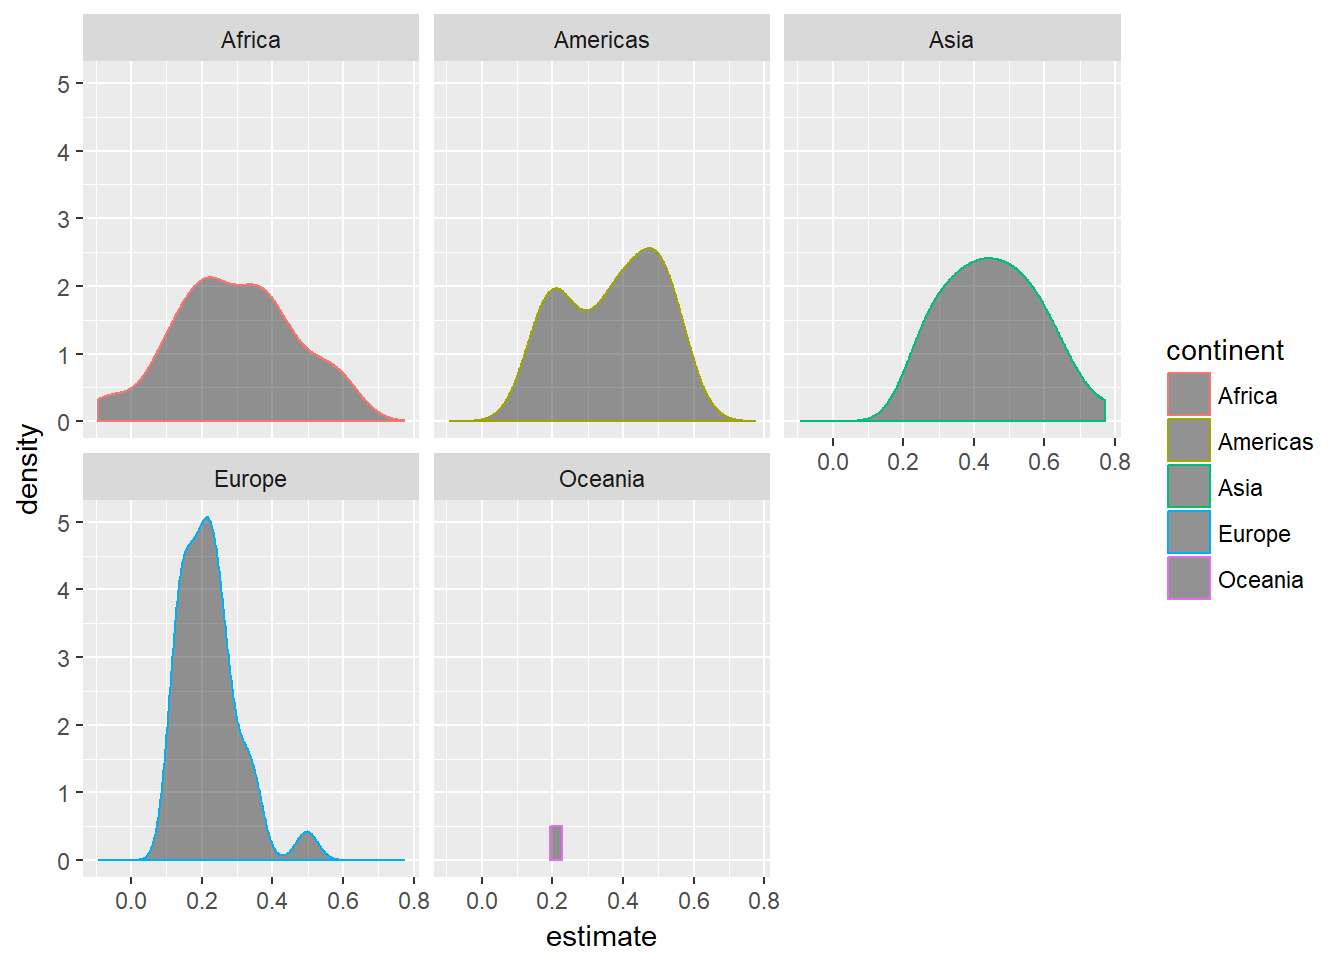 Africa Americas Asia
5
4
3
2
1
0
0.0 0.2 0.4 0.6 0.8
Europe Oceania
5
4
3
2
1
0
0.0 0.2 0.4 0.6 0.8 0.0 0.2 0.4 0.6 0.8
estimate
density
continent
Africa
Americas
Asia
Europe
Oceania